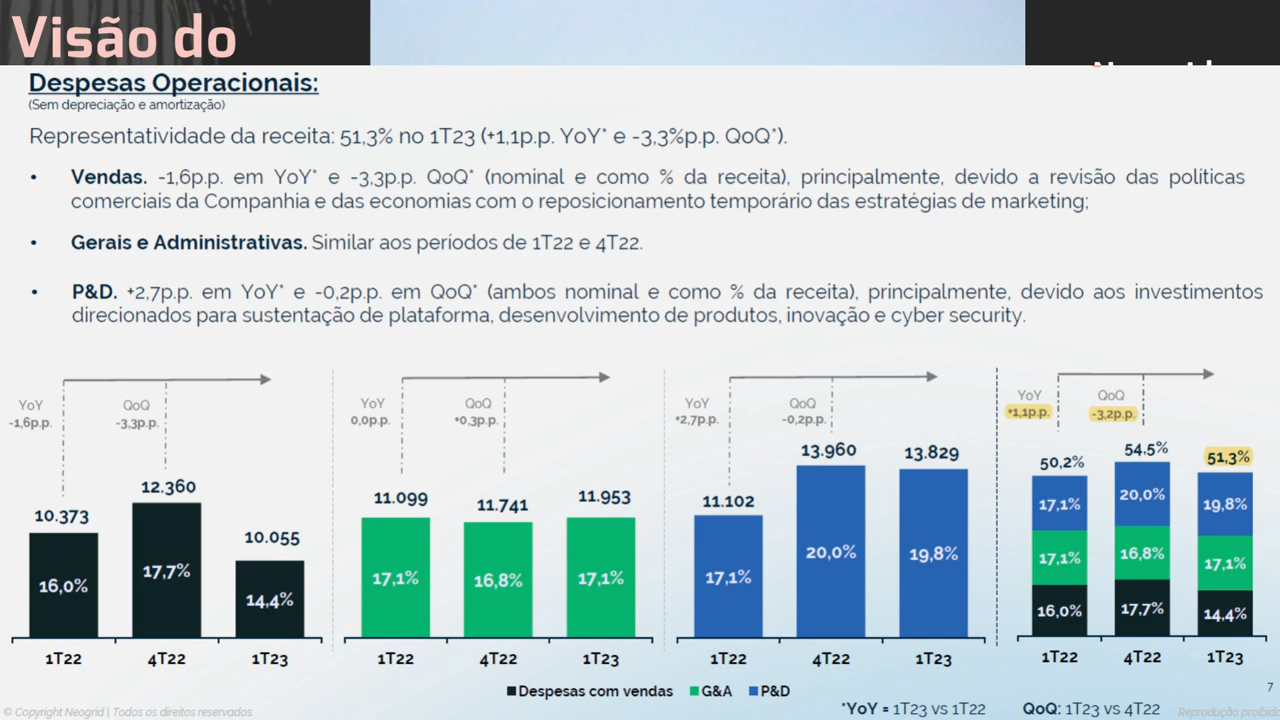 Visão do
Despesas Operacionais:
(Sem depreciação e amortização)
Representatividade da receita: 51,3% no 1T23 (+1,1p.p. YoY* e -3,3%p.p. QoQ*).
• Vendas. -1,6p.p. em YoY* e -3,3p.p. QoQ* (nominal e como % da receita), principalmente, devido a revisão das políticas
comerciais da Companhia e das economias com o reposicionamento temporário das estratégias de marketing;
• Gerais e Administrativas. Similar aos períodos de 1T22 e 4T22.
• P&D. +2,7p.p. em YoY* e -0,2p.p. em QoQ* (ambos nominal e como % da receita), principalmente, devido aos investimentos
direcionados para sustentação de plataforma, desenvolvimento de produtos, inovação e cyber security.
YoY
-1,6p.p.
QoQ
-3,3p.p.
10.373
12.360
10.055
16,0%
17,7%
14,4%
1T22
4T22
1T23
YoY
0,0p.p.
QoQ
+0,3p.p.
11.099
11.741
11.953
17,1%
16,8%
17,1%
1T22
4T22
1T23
YoY
+2,7p.p.
QoQ
-0,2p.p.
11.102
13.960
13.829
17,1%
20,0%
19,8%
1T22
4T22
1T23
YoY
+1,1p.p.
QoQ
-3,2p.p.
50,2%
54,5%
51,3%
17,1%
20,0%
19,8%
17,1%
16,8%
17,1%
16,0%
17,7%
14,4%
1T22
4T22
1T23
Despesas com vendas G&A P&D
7
*YoY = 1T23 vs 1T22 QoQ: 1T23 vs 4T22
© Copyright Neogrid | Todos os direitos reservados. Reprodução proibida